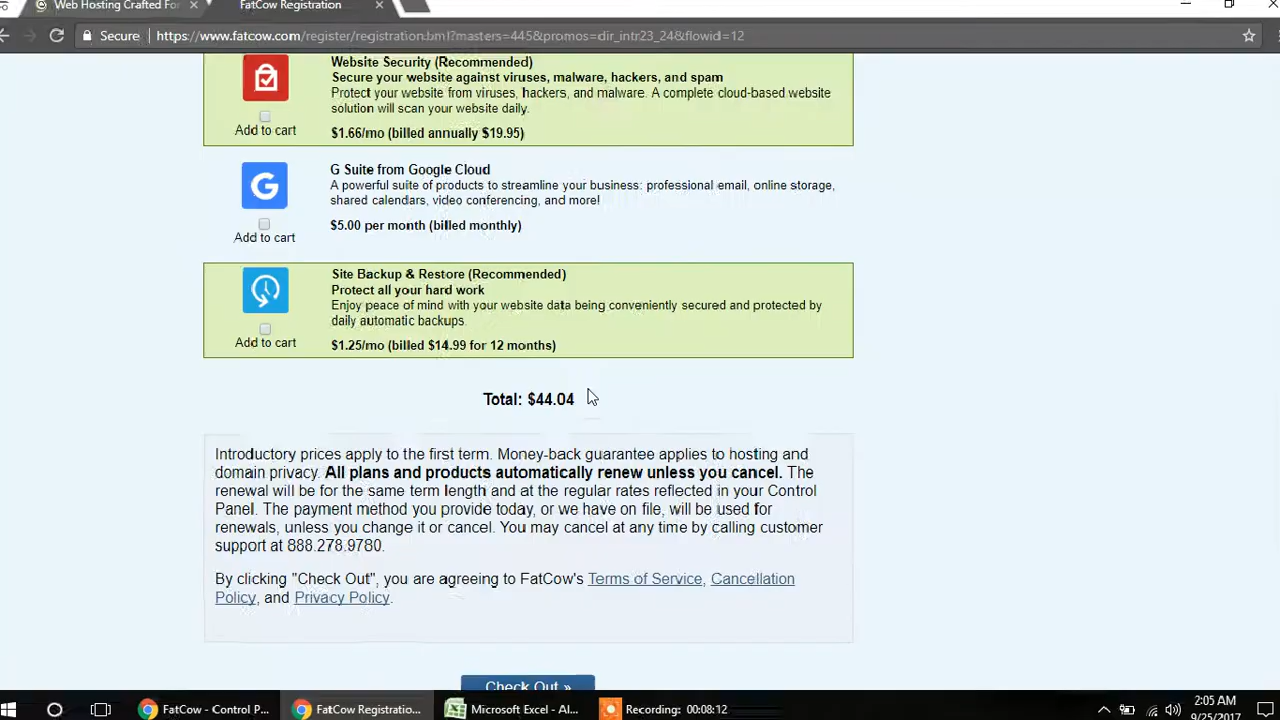 Web Hosting Crafted For
FatCow Registration
Secure
https://www.fatcow.com/register/registration.bml?masters=445&promos=dir_intr23_24&flowid=12
Website Security (Recommended)
Secure your website against viruses, malware, hackers, and spam
Protect your website from viruses, hackers, and malware. A complete cloud-based website
solution will scan your website daily.
Add to cart
$1.66/mo (billed annually $19.95)
G Suite from Google Cloud
A powerful suite of products to streamline your business: professional email, online storage,
shared calendars, video conferencing, and more!
$5.00 per month (billed monthly)
Add to cart
Site Backup & Restore (Recommended)
Protect all your hard work
Enjoy peace of mind with your website data being conveniently secured and protected by
daily automatic backups.
Add to cart
$1.25/mo (billed $14.99 for 12 months)
Total: $44.04
Introductory prices apply to the first term. Money-back guarantee applies to hosting and
domain privacy. All plans and products automatically renew unless you cancel. The
renewal will be for the same term length and at the regular rates reflected in your Control
Panel. The payment method you provide today, or we have on file, will be used for
renewals, unless you change it or cancel. You may cancel at any time by calling customer
support at 888.278.9780.
By clicking "Check Out", you are agreeing to FatCow's Terms of Service, Cancellation
Policy, and Privacy Policy.
Check Out »
FatCow - Control P...
FatCow Registratio...
Microsoft Excel - Al...
Recording: 00:08:12
2:05 AM
9/25/2017